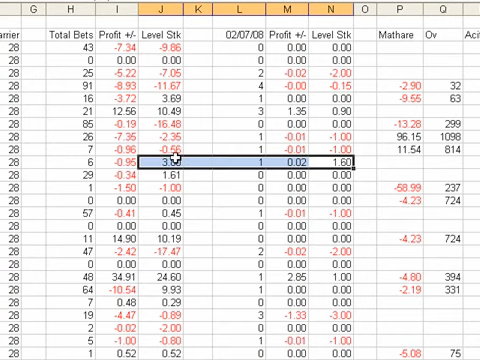 G H I J K L M N O P Q
arrier Total Bets Profit +/- Level Stk 02/07/08 Profit +/- Level Stk Mathare Ov Aci
28 43 -7.34 -9.86 0 0.00 0.00
28 0 0.00 0.00 0 0.00 0.00
28 25 -5.22 -7.05 2 -0.02 -2.00
28 91 -8.93 -11.67 4 -0.00 -0.15 -2.90 32
28 16 -3.72 3.69 1 0.00 0.00 -9.55 63
28 21 12.56 10.49 3 1.35 0.90
28 85 -0.19 -16.48 0 0.00 0.00 -13.28 299
28 26 -7.35 -2.35 1 -0.01 -1.00 96.15 1098
28 7 -0.96 -0.56 1 -0.01 -1.00 11.54 814
28 6 -0.95 1 0.02 1.60
28 29 -0.34 1.61 0 0.00 0.00
28 1 -1.50 -1.00 0 0.00 0.00 -58.99 237
28 0 0.00 0.00 0 0.00 0.00 -4.23 724
28 57 -0.41 0.45 1 -0.01 -1.00
28 0 0.00 0.00 0 0.00 0.00
28 11 14.90 10.19 0 0.00 0.00 -4.23 724
28 47 -2.42 -17.47 2 -0.02 -2.00
28 0 0.00 0.00 0 0.00 0.00
28 48 34.91 24.60 1 2.85 1.00 -4.80 394
28 64 -10.54 9.93 0 0.00 0.00 -2.19 331
28 7 0.48 0.29 0 0.00 0.00
28 19 -4.47 -0.89 3 -1.33 -3.00
28 2 -0.02 -2.00 0 0.00 0.00
28 5 -1.00 -0.80 1 -0.01 -1.00
28 1 0.52 0.52 0 0.00 0.00 -5.08 75